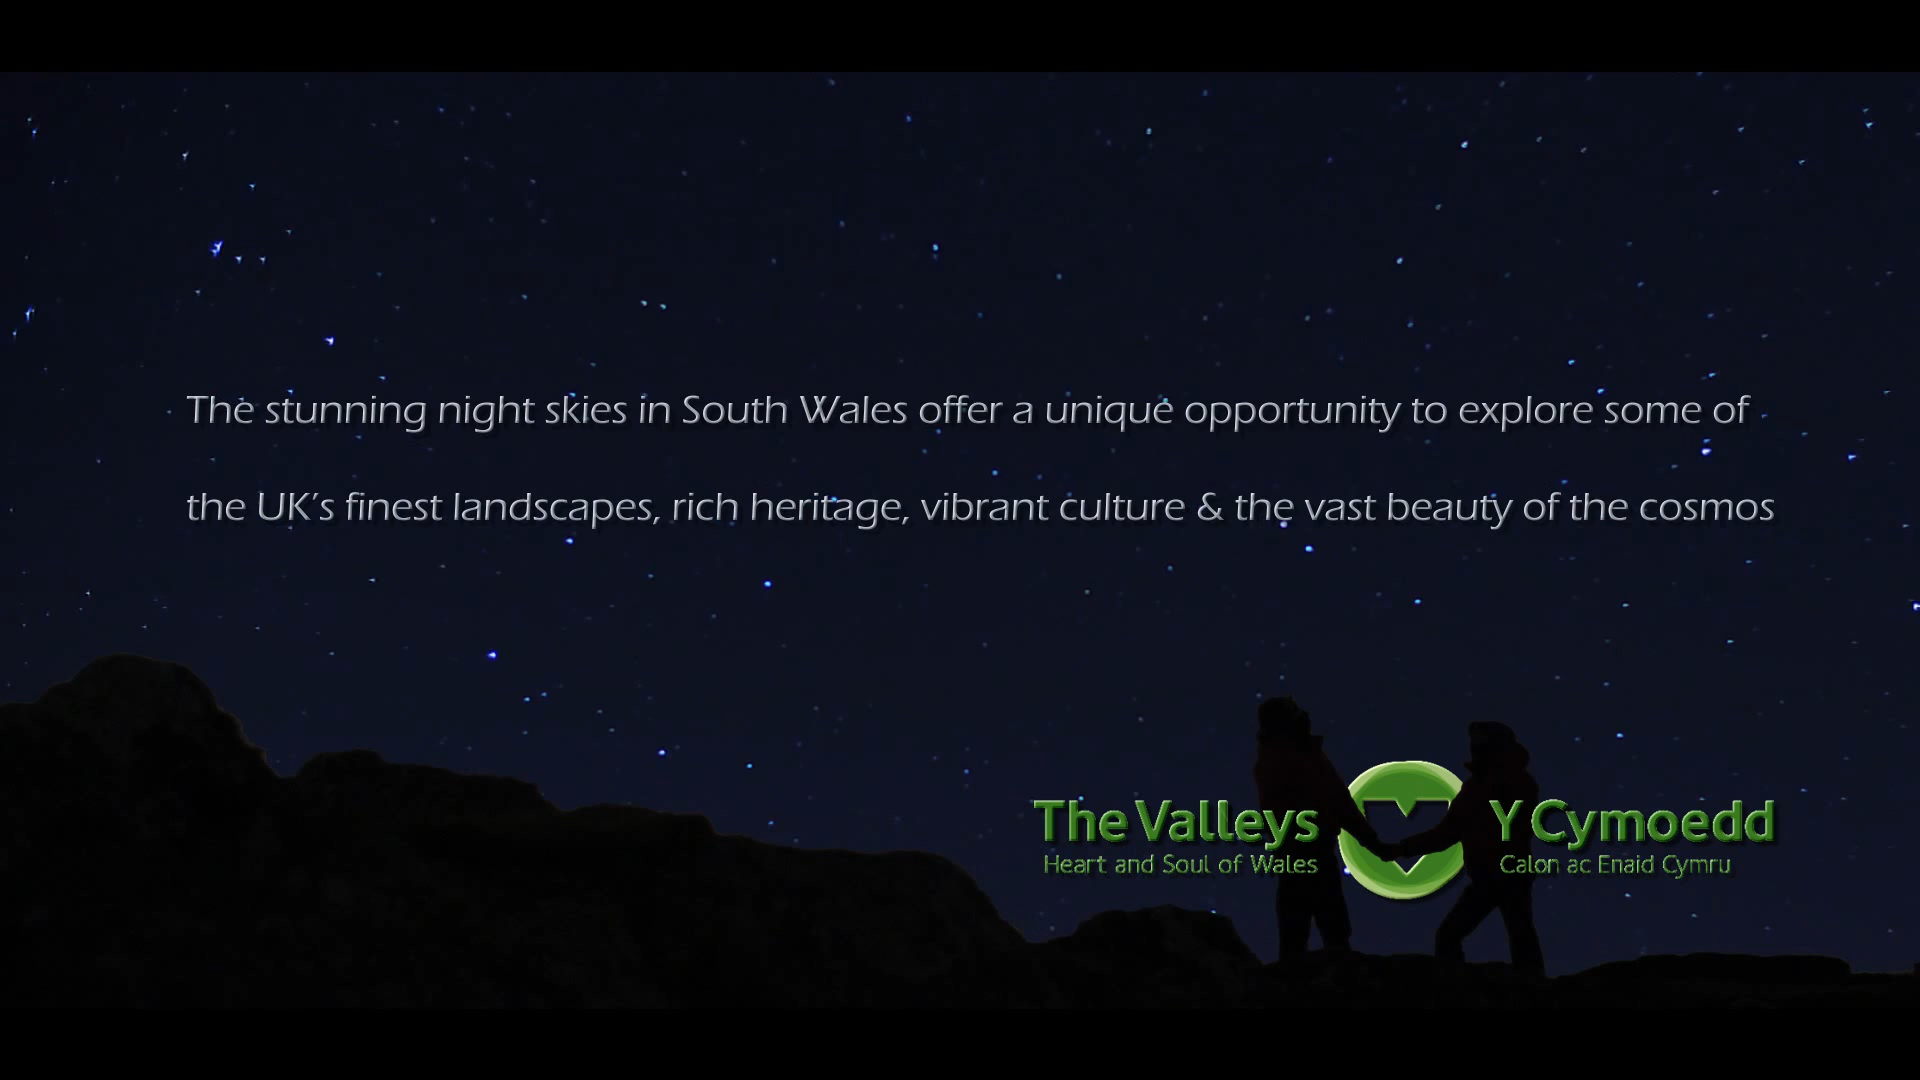 The stunning night skies in South Wales offer a unique opportunity to explore some of
the UK's finest landscapes, rich heritage, vibrant culture & the vast beauty of the cosmos
The Valleys
Heart and Soul of Wales
Y Cymoedd
Calon ac Enaid Cymru